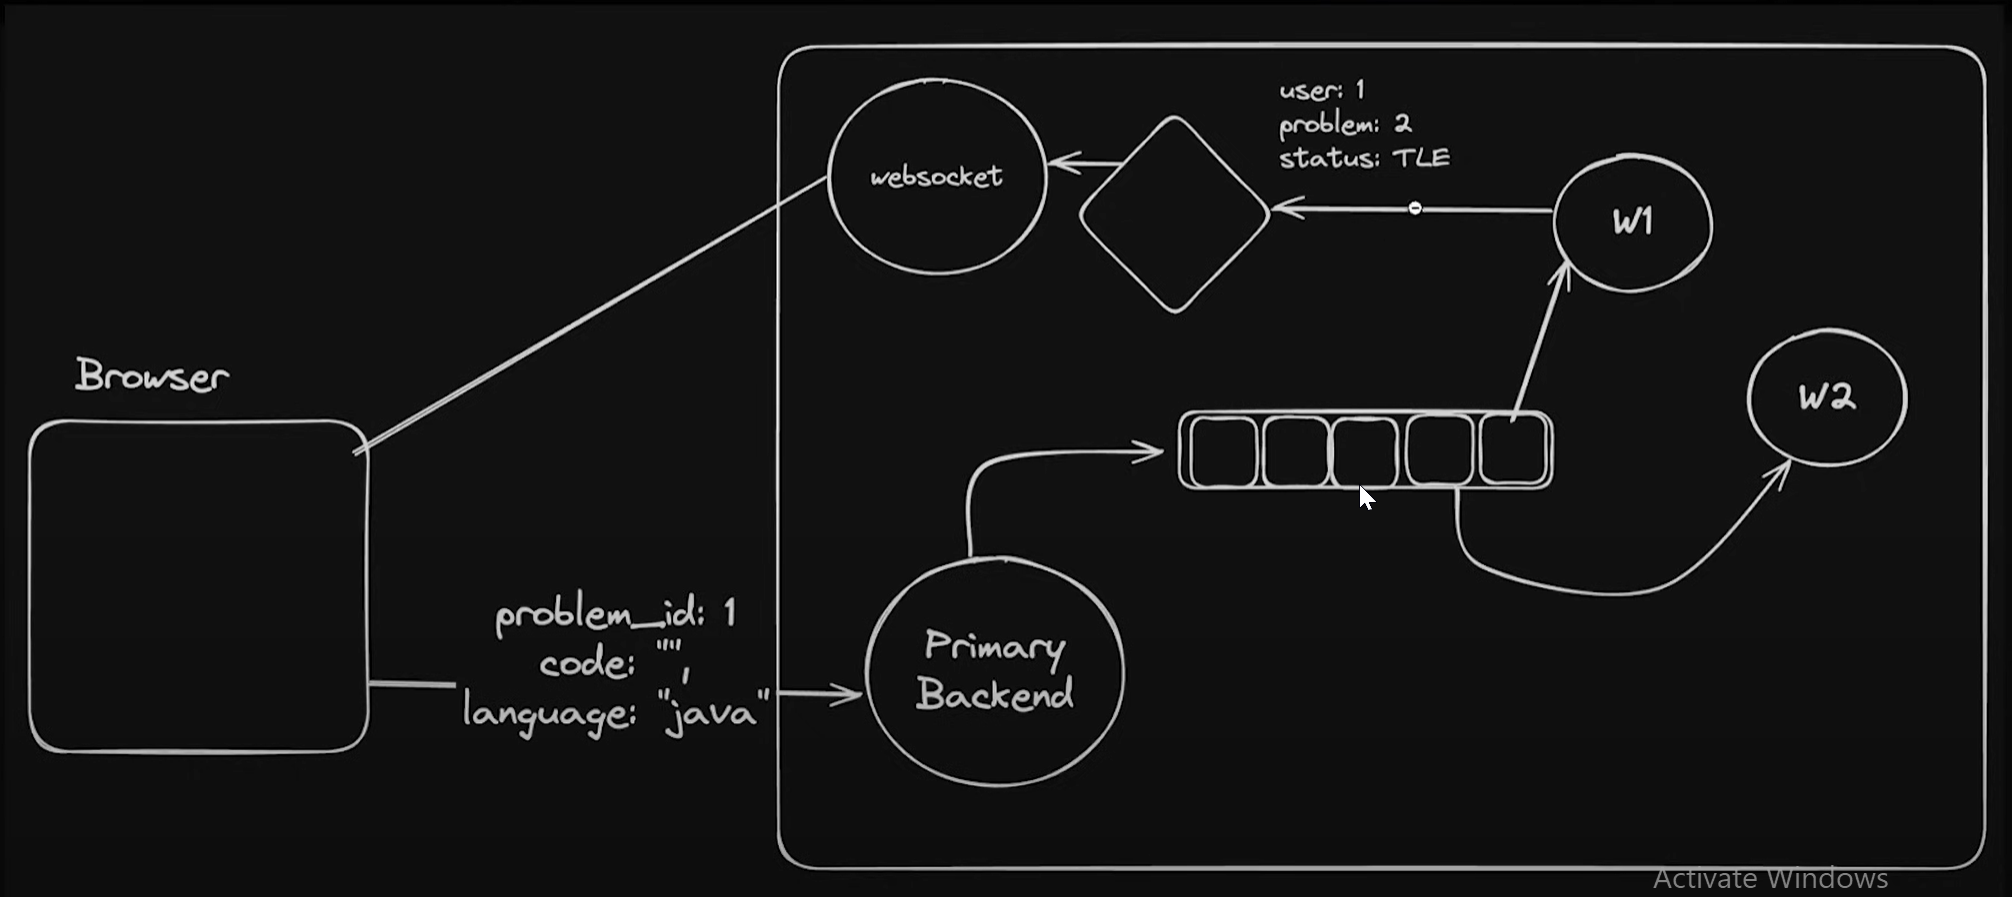 user: 1
problem: 2
status: TLE
websocket
W1
Browser
W2
problem_id: 1
code: "",
language: "java"
Primary
Backend
Activate Windows